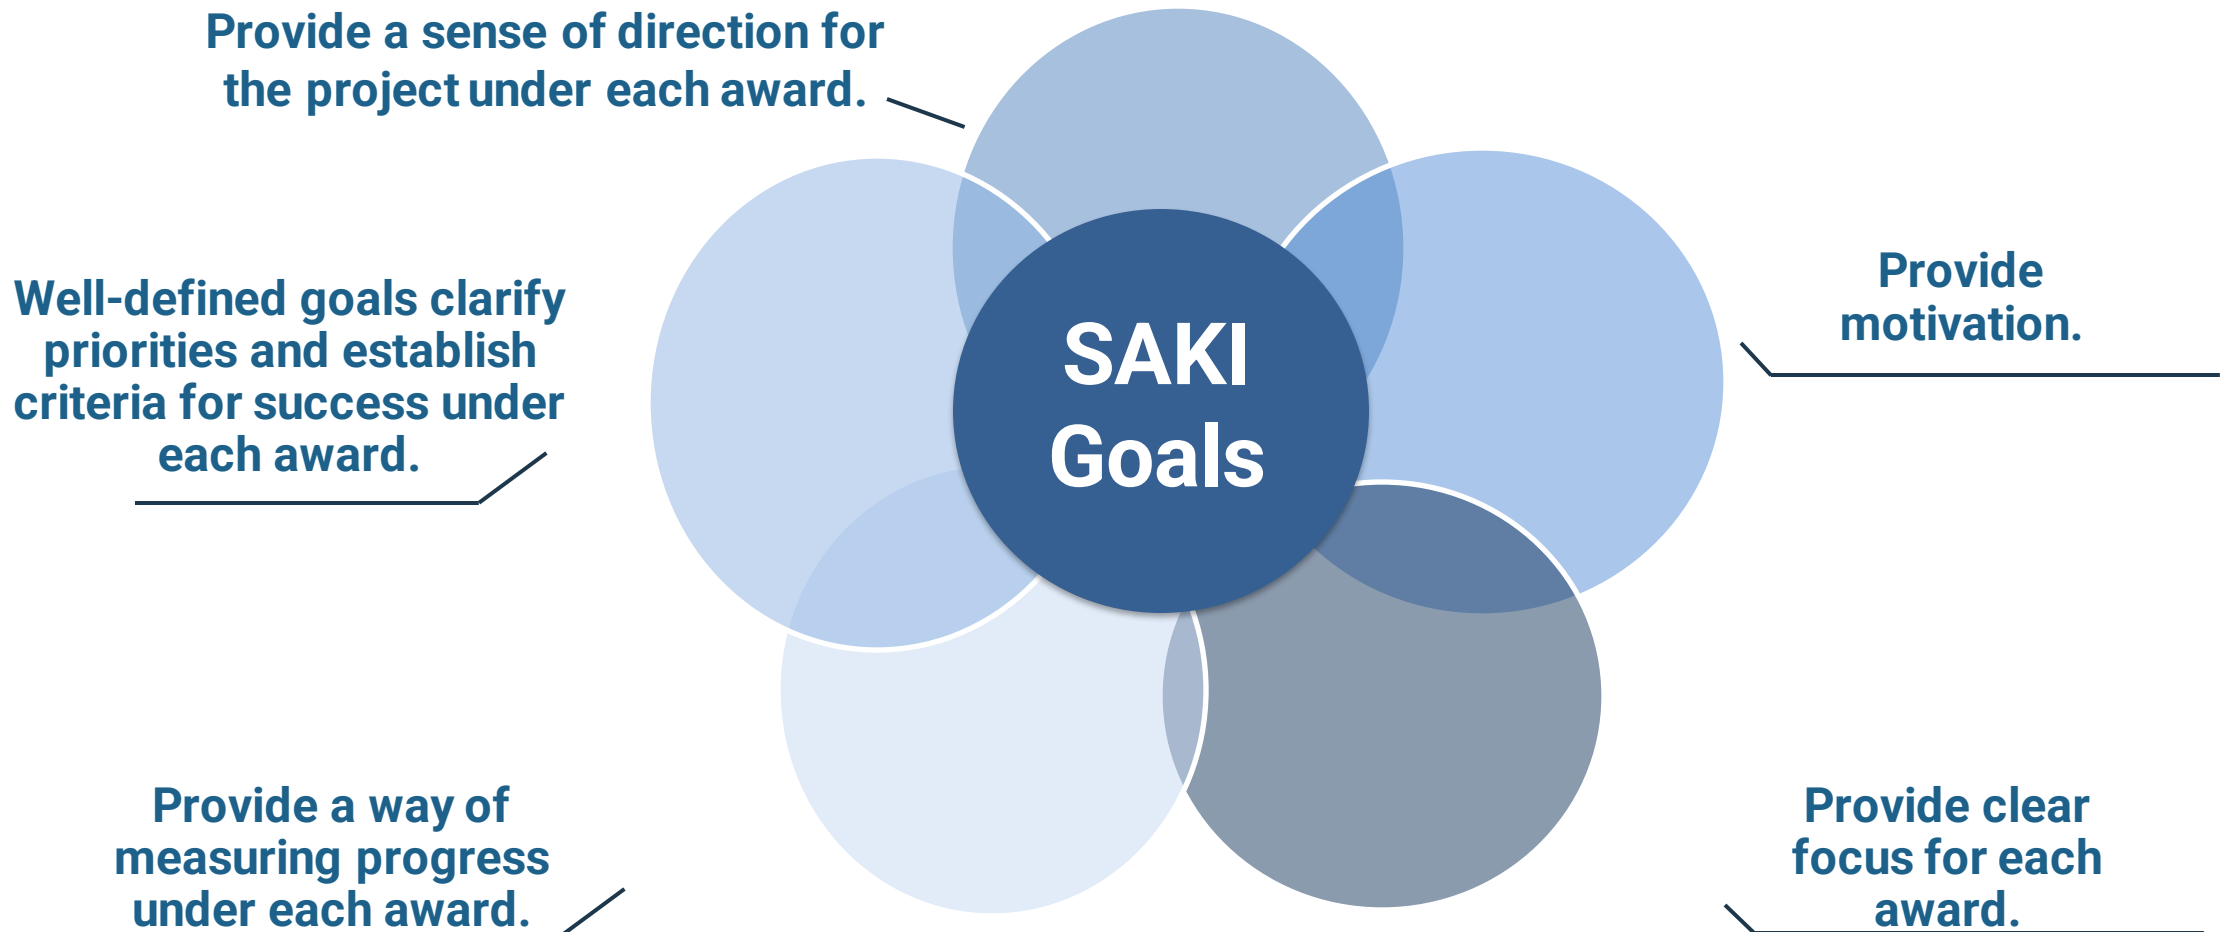 Provide a sense of direction for
the project under each award.
Well-defined goals clarify
priorities and establish
criteria for success under
each award.
SAKI
Goals
Provide
motivation.
Provide a way of
measuring progress
under each award.
Provide clear
focus for each
award.